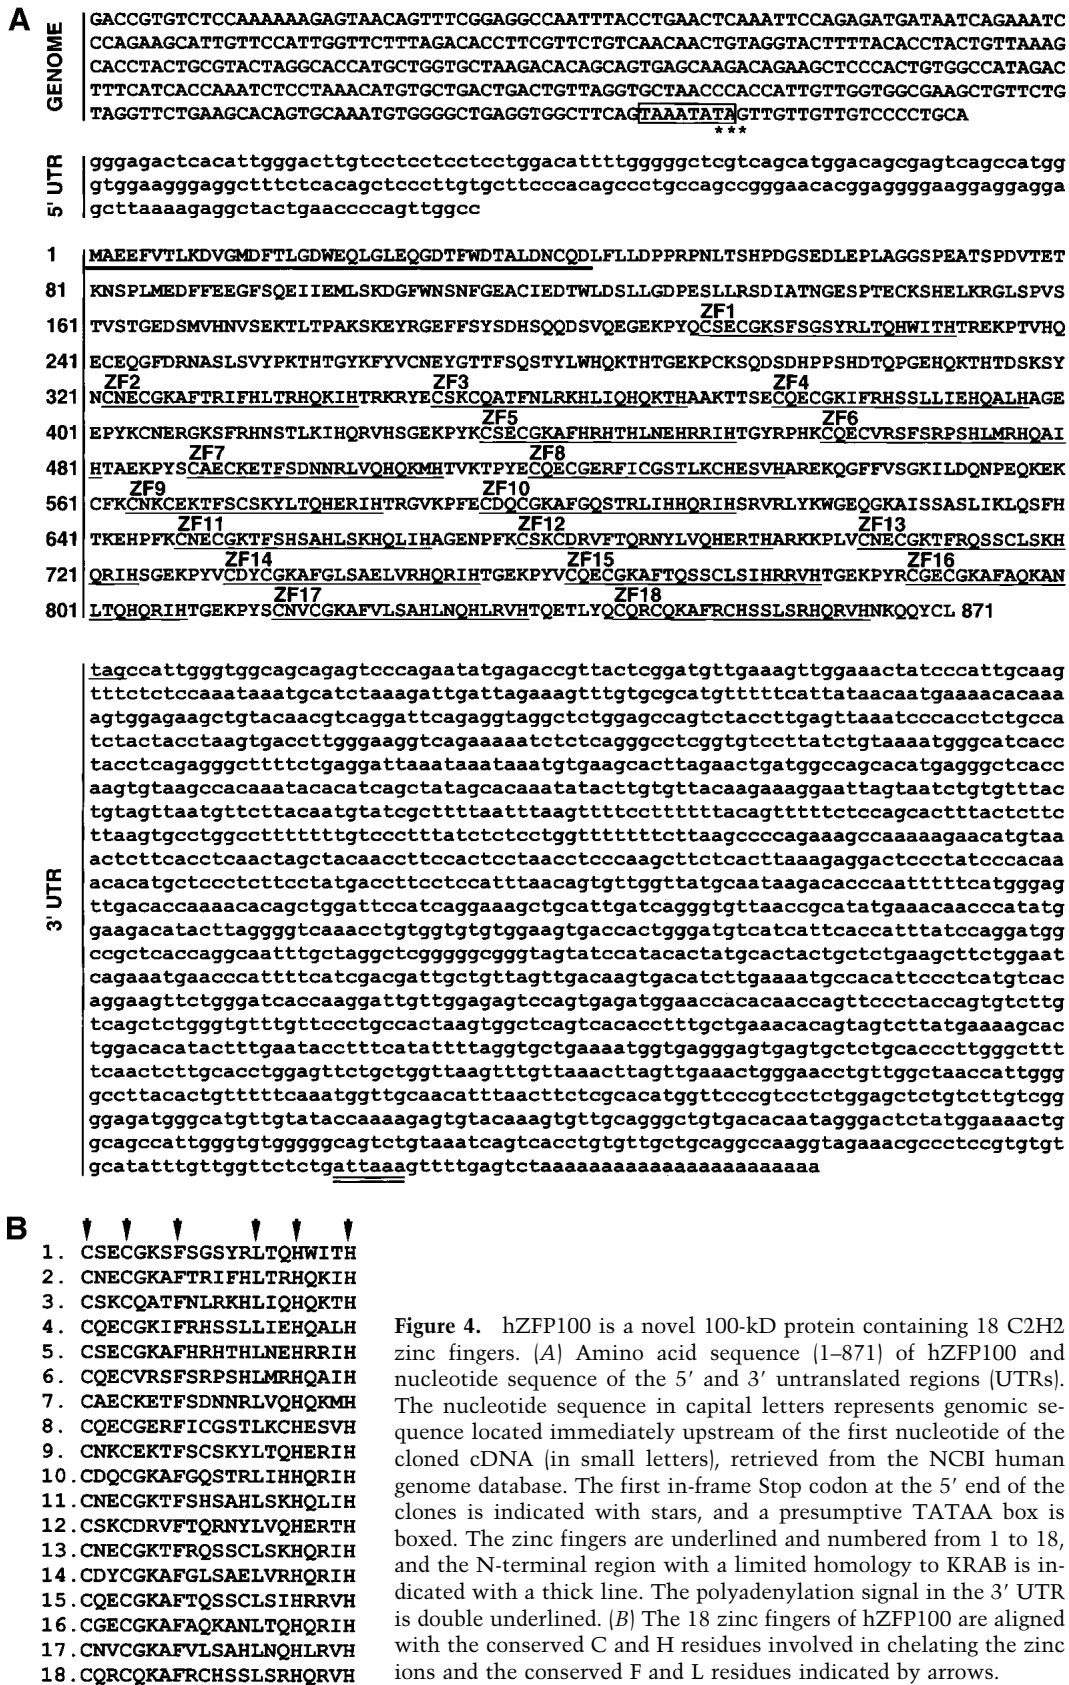 A
GENOME
GACCGTGTCTCCAAAAAAGAGTAACAGTTTCGGAGGCCAATTTACCTGAACTCAAATTCCAGAGATGATAATCAGAAATC
CCAGAAGCATTGTTCCATTGGTTCTTTAGACACCTTCGTTCTGTCAACAACTGTAGGTACTTTTACACCTACTGTTAAAG
CACCTACTGCGTACTAGGCACCATGCTGGTGCTAAGACACAGCAGTGAGCAAGACAGAAGCTCCCACTGTGGCCATAGAC
TTTCATCACCAAATCTCCTAAACATGTGCTGACTGACTGTTAGGTGCTAACCCACCATTGTTGGTGGCGAAGCTGTTCTG
TAGGTTCTGAAGCACAGTGCAAATGTGGGGCTGAGGTGGCTTCAGTAAATATAGTTGTTGTTGTCCCCTGCA
***
5' UTR
gggagactcacattgggacttgtcctcctcctcctggacattttgggggctcgtcagcatggacagcgagtcagccatgg
gtggaagggaggctttctcacagctcccttgtgcttcccacagccctgccagccgggaacacggaggggaaggaggagga
gcttaaaagaggctactgaaccccagttggcc
1 MAEEFVTLKDVGMDFTLGDWEQLGLEQGDTFWDTALDNCQDLFLLDPPRPNLTSHPDGSEDLEPLAGGSPEATSPDVTET
81 KNSPLMEDFFEEGFSQEIIEMLSKDGFWNSNFGEACIEDTWLDSLLGDPESLLRSDIATNGESPTECKSHELKRGLSPVS
ZF1
161 TVSTGEDSMVHNVSEKTLTPAKSKEYRGEFFSYSDHSQQDSVQEGEKPYQCSECGKSFSGSYRLTQHWITHTREKPTVHQ
241 ECEQGFDRNASLSVYPKTHTGYKFYVCNEYGTTFSQSTYLWHQKTHTGEKPCKSQDSDHPPSHDTQPGEHQKTHTDSKSY
ZF2 ZF3 ZF4
321 NCNECGKAFTRIFHLTRHQKIHTRKRYECSKCQATFNLRKHLIQHQKTHAAKTTSECQECGKIFRHSSLLIEHQALHAGE
ZF5 ZF6
401 EPYKCNERGKSFRHNSTLKIHQRVHSGEKPYKCSECGKAFHRHTHLNEHRRIHTGYRPHKCQECVRSFSRPSHLMRHQAI
ZF7 ZF8
481 HTAEKPYSCAECKETFSDNNRLVQHQKMHTVKTPYECQECGERFICGSTLKCHESVHAREKQGFFVSGKILDQNPEQKEK
ZF9 ZF10
561 CFKCNKCEKTFSCSKYLTQHERIHTRGVKPFECDQCGKAFGQSTRLIHHQRIHSRVRLYKWGEQGKAISSASLIKLQSFH
ZF11 ZF12 ZF13
641 TKEHPFKCNECGKTFSHSAHLSKHQLIHAGENPFKCSKCDRVFTQRNYLVQHERTHARKKPLVCNECGKTFRQSSCLSKH
ZF14 ZF15 ZF16
721 QRIHSGEKPYVCDYCGKAFGLSAELVRHQRIHTGEKPYVCQECGKAFTQSSCLSIHRRVHTGEKPYRCGECGKAFAQKAN
ZF17 ZF18
801 LTQHQRIHTGEKPYSCNVCGKAFVLSAHLNQHLRVHTQETLYQCQRCQKAFRCHSSLSRHQRVHNKQQYCL 871
3' UTR
tagccattgggtggcagcagagtcccagaatatgagaccgttactcggatgttgaaagttggaaactatcccattgcaag
tttctctccaaataaatgcatctaaagattgattagaaagtttgtgcgcatgtttttcattataacaatgaaaacacaaa
agtggagaagctgtacaacgtcaggattcagaggtaggctctggagccagtctaccttgagttaaatcccacctctgcca
tctactacctaagtgaccttgggaaggtcagaaaaatctctcagggcctcggtgtccttatctgtaaaatgggcatcacc
tacctcagagggcttttctgaggattaaataaataaatgtgaagcacttagaactgatggccagcacatgagggctcacc
aagtgtaagccacaaatacacatcagctatagcacaaatatacttgtgttacaagaaaggaattagtaatctgtgtttac
tgtagttaatgttcttacaatgtatcgcttttaatttaagttttccttttttacagtttttctccagcactttactcttc
ttaagtgcctggccttttttttgtccctttatctctcctggttttttttcttaagccccagaaagccaaaaagaacatgtaa
actcttcacctcaactagctacaaccttccactcctaacctcccaagcttctcacttaaagaggactccctatcccacaa
acacatgctccctcttcctatgaccttcctccatttaacagtgttggttatgcaataagacacccaatttttcatgggag
ttgacaccaaaacacagctggattccatcaggaaagctgcattgatcagggtgttaaccgcatatgaaacaacccatatg
gaagacatacttaggggtcaaacctgtggtgtgtggaagtgaccactgggatgtcatcattcaccatttatccaggatgg
ccgctcaccaggcaatttgctaggctcgggggcgggtagtatccatacactatgcactactgctctgaagcttctggaat
cagaaatgaacccattttcatcgacgattgctgttagttgacaagtgacatcttgaaaatgccacattccctcatgtcac
aggaagttctgggatcaccaaggattgttggagagtccagtgagatggaaccacacaaccagttccctaccagtgtcttg
tcagctctgggtgtttgttccctgccactaagtggctcagtcacacctttgctgaaacacagtagtcttatgaaaagcac
tggacacatactttgaatacctttcatattttaggtgctgaaaatggtgagggagtgagtgctctgcacccttgggcttt
tcaactcttgcacctggagttctgctggttaagtttgttaaacttagttgaaactgggaacctgttggctaaccattggg
gccttacactgtttttcaaatggttgcaacatttaacttctcgcacatggttcccgtcctctggagctctgtcttgtcgg
ggagatgggcatgttgtataccaaaagagtgtacaaagtgttgcagggctgtgacacaatagggactctatggaaaactg
gcagccattgggtgtgggggcagtctgtaaatcagtcacctgtgttgctgcaggccaaggtagaaacgccctccgtgtgt
gcatatttgttggttctctgattaaagttttgagtctaaaaaaaaaaaaaaaaaaaaaaa
B
1. CSECGKSFSGSYRLTQHWITH
2. CNECGKAFTRIFHLTRHQKIH
3. CSKCQATFNLRKHLIQHQKTH
4. CQECGKIFRHSSLLIEHQALH
5. CSECGKAFHRHTHLNEHRRIH
6. CQECVRSFSRPSHLMRHQAIH
7. CAECKETFSDNNRLVQHQKMH
8. CQECGERFICGSTLKCHESVH
9. CNKCEKTFSCSKYLTQHERIH
10.CDQCGKAFGQSTRLIHHQRIH
11.CNECGKTFSHSAHLSKHQLIH
12.CSKCDRVFTQRNYLVQHERTH
13.CNECGKTFRQSSCLSKHQRIH
14.CDYCGKAFGLSAELVRHQRIH
15.CQECGKAFTQSSCLSIHRRVH
16.CGECGKAFAQKANLTQHQRIH
17.CNVCGKAFVLSAHLNQHLRVH
18.CQRCQKAFRCHSSLSRHQRVH
Figure 4. hZFP100 is a novel 100-kD protein containing 18 C2H2
zinc fingers. (A) Amino acid sequence (1–871) of hZFP100 and
nucleotide sequence of the 5′ and 3′ untranslated regions (UTRs).
The nucleotide sequence in capital letters represents genomic se-
quence located immediately upstream of the first nucleotide of the
cloned cDNA (in small letters), retrieved from the NCBI human
genome database. The first in-frame Stop codon at the 5′ end of the
clones is indicated with stars, and a presumptive TATAA box is
boxed. The zinc fingers are underlined and numbered from 1 to 18,
and the N-terminal region with a limited homology to KRAB is in-
dicated with a thick line. The polyadenylation signal in the 3′ UTR
is double underlined. (B) The 18 zinc fingers of hZFP100 are aligned
with the conserved C and H residues involved in chelating the zinc
ions and the conserved F and L residues indicated by arrows.